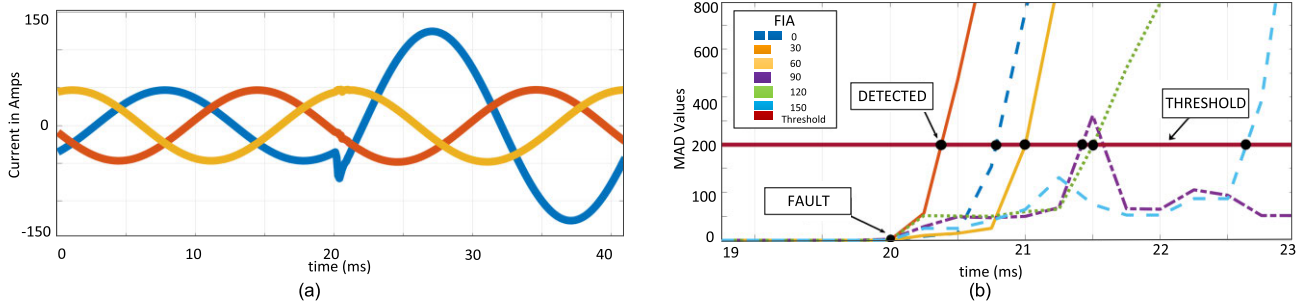 150
0
-150
Current in Amps
0
10
20
30
40
time (ms)
(a)
800
600
400
200
100
0
MAD Values
FIA
0
30
60
90
120
150
Threshold
DETECTED
THRESHOLD
FAULT
19
20
21
22
23
time (ms)
(b)